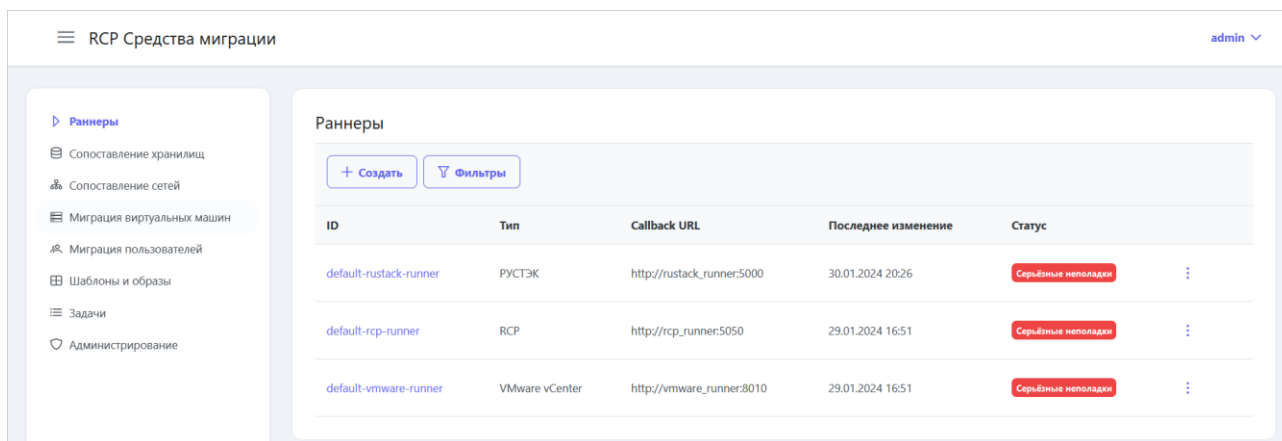 RCP Средства миграции
admin
Раннеры
Сопоставление хранилищ
Сопоставление сетей
Миграция виртуальных машин
Миграция пользователей
Шаблоны и образы
Задачи
Администрирование
Раннеры
+ Создать Фильтры
ID Тип Callback URL Последнее изменение Статус
default-rustack-runner РУСТЭК http://rustack_runner:5000 30.01.2024 20:26 Серьёзные неполадки
default-rcp-runner RCP http://rcp_runner:5050 29.01.2024 16:51 Серьёзные неполадки
default-vmware-runner VMware vCenter http://vmware_runner:8010 29.01.2024 16:51 Серьёзные неполадки